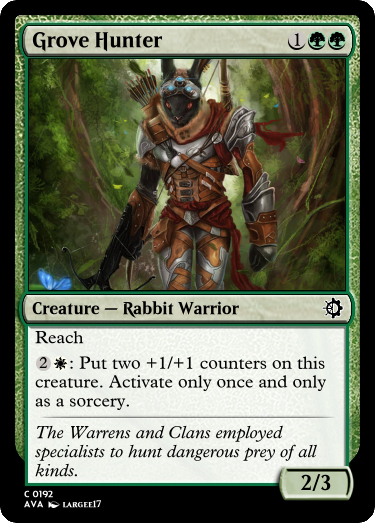 Grove Hunter 1
Creature — Rabbit Warrior
Reach
2 : Put two +1/+1 counters on this
creature. Activate only once and only
as a sorcery.
The Warrens and Clans employed
specialists to hunt dangerous prey of all
kinds.
2/3
C 0192
AVA LARGEE17